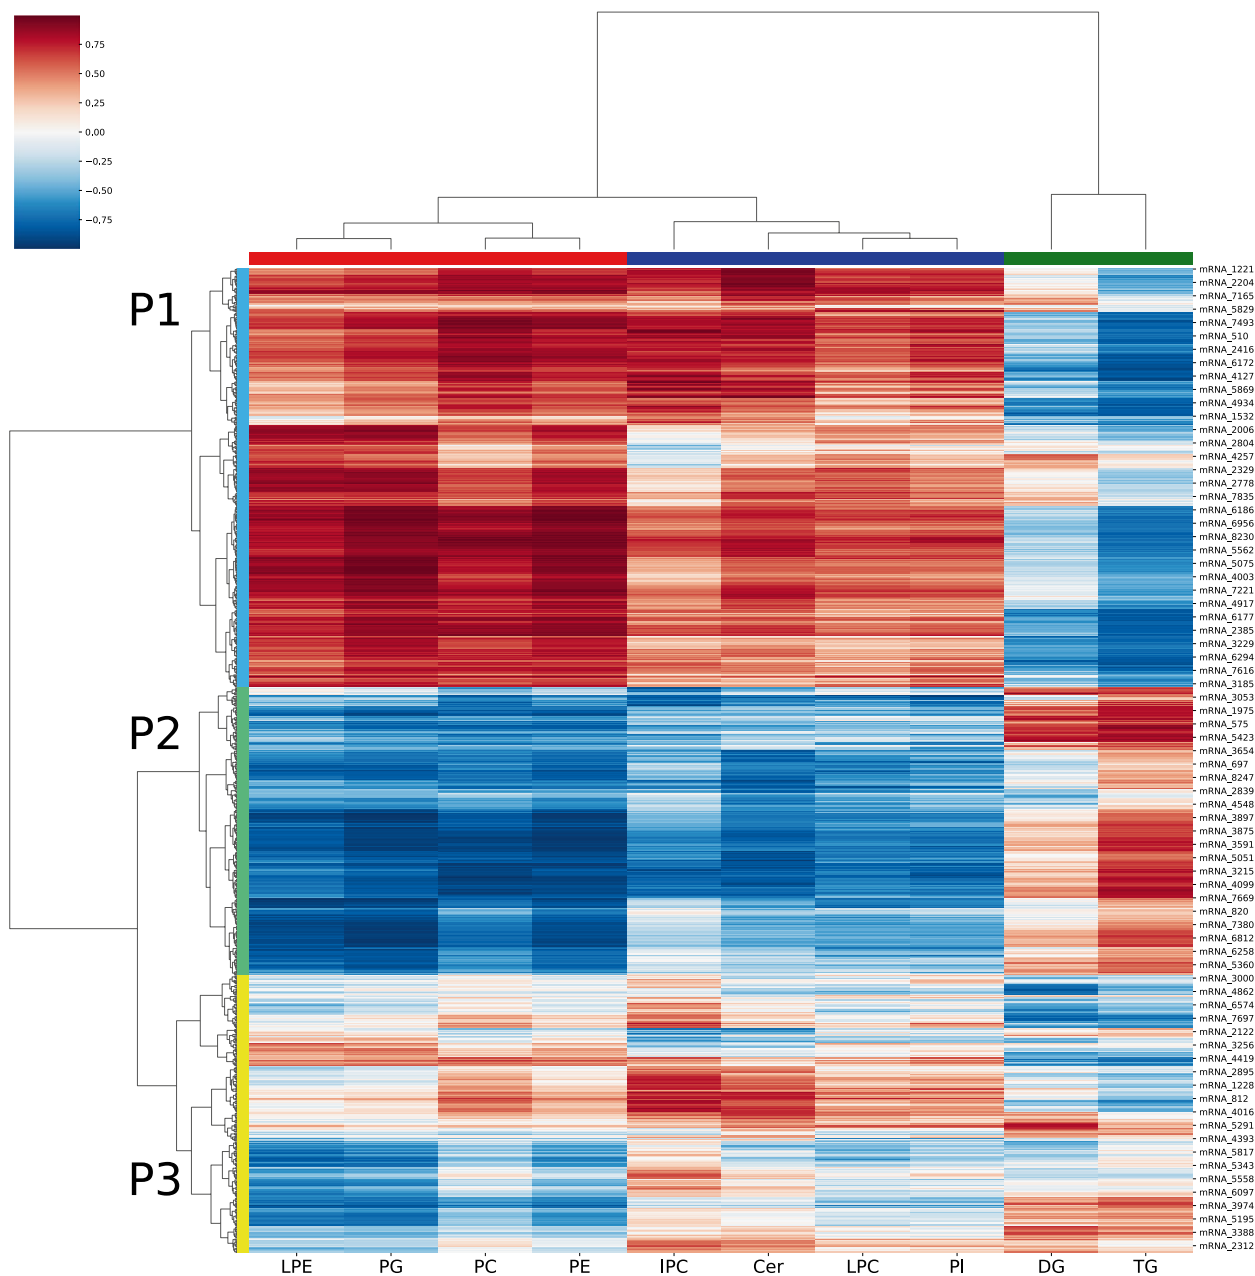 0.75
0.50
0.25
0.00
−0.25
−0.50
−0.75
P1
P2
P3
mRNA_1221
mRNA_2204
mRNA_7165
mRNA_5829
mRNA_7493
mRNA_510
mRNA_2416
mRNA_6172
mRNA_4127
mRNA_5869
mRNA_4934
mRNA_1532
mRNA_2006
mRNA_2804
mRNA_4257
mRNA_2329
mRNA_2778
mRNA_7835
mRNA_6186
mRNA_6956
mRNA_8230
mRNA_5562
mRNA_5075
mRNA_4003
mRNA_7221
mRNA_4917
mRNA_6177
mRNA_2385
mRNA_3229
mRNA_6294
mRNA_7616
mRNA_3185
mRNA_3053
mRNA_1975
mRNA_575
mRNA_5423
mRNA_3654
mRNA_697
mRNA_8247
mRNA_2839
mRNA_4548
mRNA_3897
mRNA_3875
mRNA_3591
mRNA_5051
mRNA_3215
mRNA_4099
mRNA_7669
mRNA_820
mRNA_7380
mRNA_6812
mRNA_6258
mRNA_5360
mRNA_3000
mRNA_4862
mRNA_6574
mRNA_7697
mRNA_2122
mRNA_3256
mRNA_4419
mRNA_2895
mRNA_1228
mRNA_812
mRNA_4016
mRNA_5291
mRNA_4393
mRNA_5817
mRNA_5343
mRNA_5558
mRNA_6097
mRNA_3974
mRNA_5195
mRNA_3388
mRNA_2312
LPE PG PC PE IPC Cer LPC PI DG TG